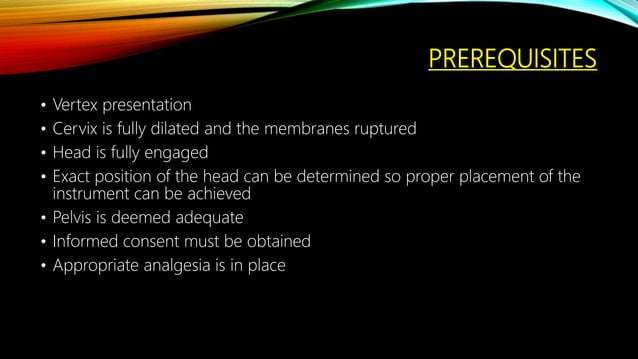 PREREQUISITES
• Vertex presentation
• Cervix is fully dilated and the membranes ruptured
• Head is fully engaged
• Exact position of the head can be determined so proper placement of the
instrument can be achieved
• Pelvis is deemed adequate
• Informed consent must be obtained
• Appropriate analgesia is in place